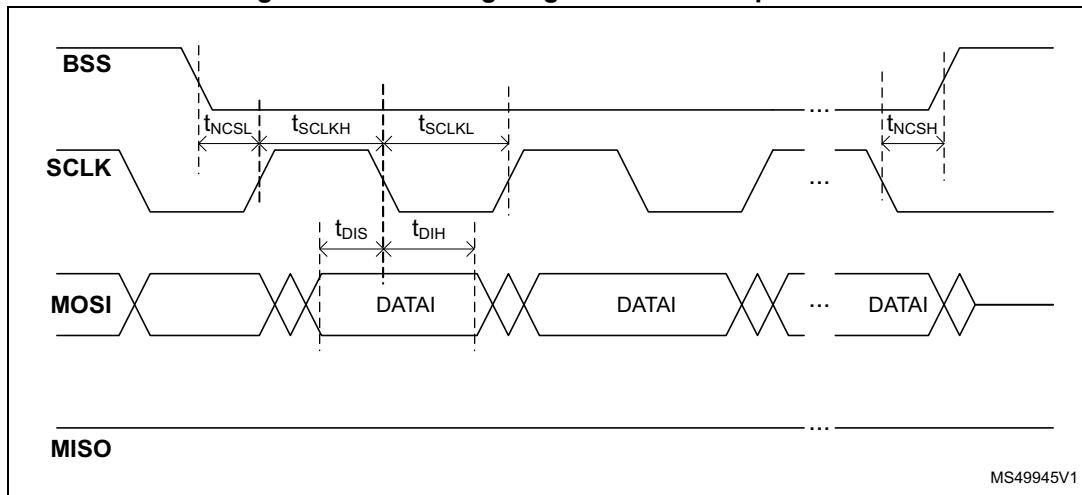 BSS
tNCSL
tSCLKH
tSCLKL
...
tNCSH
SCLK
...
tDIS
tDIH
MOSI
DATAI
DATAI
...
DATAI
...
MISO
MS49945V1